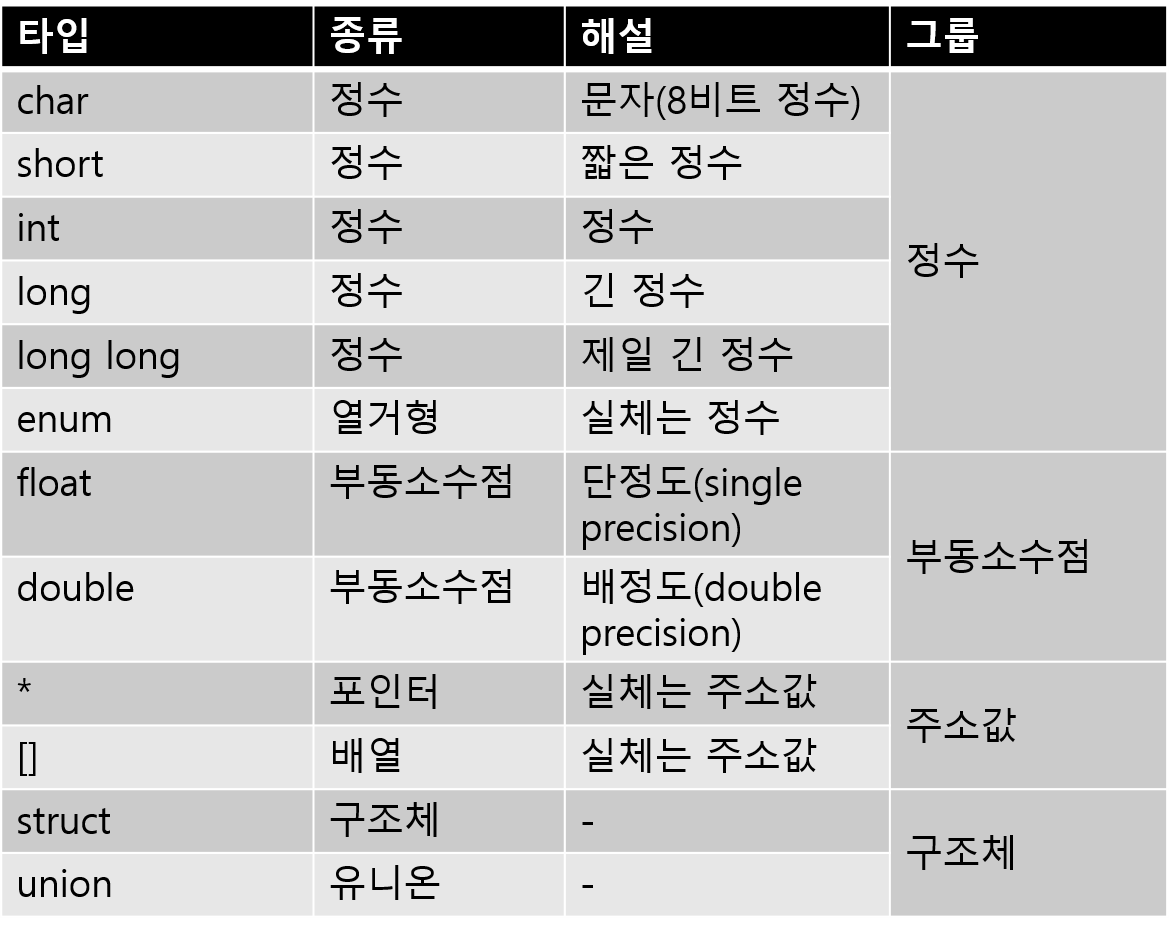 타입 종류 해설 그룹
char 정수 문자(8비트 정수) 정수
short 정수 짧은 정수
int 정수 정수
long 정수 긴 정수
long long 정수 제일 긴 정수
enum 열거형 실체는 정수
float 부동소수점 단정도(single
precision) 부동소수점
double 부동소수점 배정도(double
precision)
* 포인터 실체는 주소값 주소값
[] 배열 실체는 주소값
struct 구조체 - 구조체
union 유니온 -